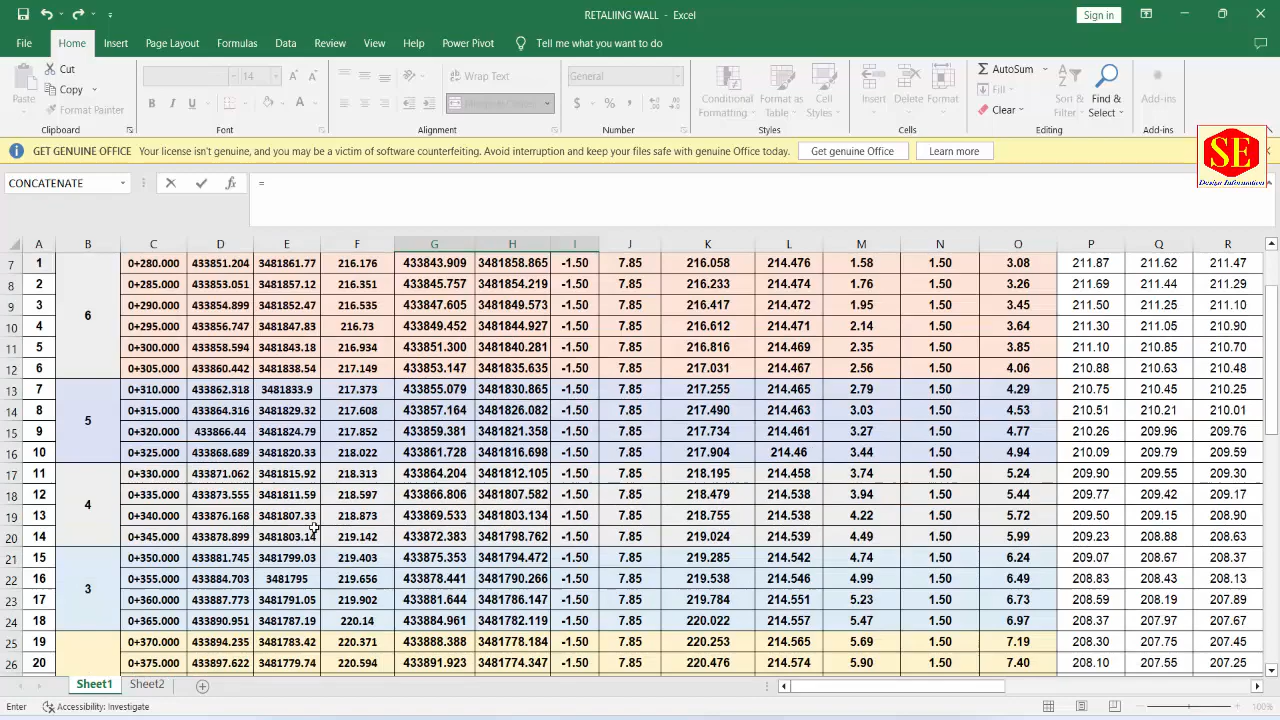 RETALIING WALL - Excel
Sign in
File Home Insert Page Layout Formulas Data Review View Help Power Pivot Tell me what you want to do
Paste
Cut
Copy
Format Painter
14
Wrap Text
General
Conditional Formatting
Format as Table
Cell Styles
Insert
Delete
Format
AutoSum
Fill
Clear
Sort & Filter
Find & Select
Add-ins
Clipboard Font Alignment Number Styles Cells Editing Add-ins
GET GENUINE OFFICE Your license isn't genuine, and you may be a victim of software counterfeiting. Avoid interruption and keep your files safe with genuine Office today. Get genuine Office Learn more
SE
Design Information
CONCATENATE fx =
A B C D E F G H I J K L M N O P Q R
7 1 0+280.000 433851.204 3481861.77 216.176 433843.909 3481858.865 -1.50 7.85 216.058 214.476 1.58 1.50 3.08 211.87 211.62 211.47
8 2 0+285.000 433853.051 3481857.12 216.351 433845.757 3481854.219 -1.50 7.85 216.233 214.474 1.76 1.50 3.26 211.69 211.44 211.29
9 3 0+290.000 433854.899 3481852.47 216.535 433847.605 3481849.573 -1.50 7.85 216.417 214.472 1.95 1.50 3.45 211.50 211.25 211.10
6
10 4 0+295.000 433856.747 3481847.83 216.73 433849.452 3481844.927 -1.50 7.85 216.612 214.471 2.14 1.50 3.64 211.30 211.05 210.90
11 5 0+300.000 433858.594 3481843.18 216.934 433851.300 3481840.281 -1.50 7.85 216.816 214.469 2.35 1.50 3.85 211.10 210.85 210.70
12 6 0+305.000 433860.442 3481838.54 217.149 433853.147 3481835.635 -1.50 7.85 217.031 214.467 2.56 1.50 4.06 210.88 210.63 210.48
13 7 0+310.000 433862.318 3481833.9 217.373 433855.079 3481830.865 -1.50 7.85 217.255 214.465 2.79 1.50 4.29 210.75 210.45 210.25
14 8 0+315.000 433864.316 3481829.32 217.608 433857.164 3481826.082 -1.50 7.85 217.490 214.463 3.03 1.50 4.53 210.51 210.21 210.01
5
15 9 0+320.000 433866.44 3481824.79 217.852 433859.381 3481821.358 -1.50 7.85 217.734 214.461 3.27 1.50 4.77 210.26 209.96 209.76
16 10 0+325.000 433868.689 3481820.33 218.022 433861.728 3481816.698 -1.50 7.85 217.904 214.46 3.44 1.50 4.94 210.09 209.79 209.59
17 11 0+330.000 433871.062 3481815.92 218.313 433864.204 3481812.105 -1.50 7.85 218.195 214.458 3.74 1.50 5.24 209.90 209.55 209.30
18 12 0+335.000 433873.555 3481811.59 218.597 433866.806 3481807.582 -1.50 7.85 218.479 214.538 3.94 1.50 5.44 209.77 209.42 209.17
4
19 13 0+340.000 433876.168 3481807.33 218.873 433869.533 3481803.134 -1.50 7.85 218.755 214.538 4.22 1.50 5.72 209.50 209.15 208.90
20 14 0+345.000 433878.899 3481803.14 219.142 433872.383 3481798.762 -1.50 7.85 219.024 214.539 4.49 1.50 5.99 209.23 208.88 208.63
21 15 0+350.000 433881.745 3481799.03 219.403 433875.353 3481794.472 -1.50 7.85 219.285 214.542 4.74 1.50 6.24 209.07 208.67 208.37
22 16 0+355.000 433884.703 3481795 219.656 433878.441 3481790.266 -1.50 7.85 219.538 214.546 4.99 1.50 6.49 208.83 208.43 208.13
3
23 17 0+360.000 433887.773 3481791.05 219.902 433881.644 3481786.147 -1.50 7.85 219.784 214.551 5.23 1.50 6.73 208.59 208.19 207.89
24 18 0+365.000 433890.951 3481787.19 220.14 433884.961 3481782.119 -1.50 7.85 220.022 214.557 5.47 1.50 6.97 208.37 207.97 207.67
25 19 0+370.000 433894.235 3481783.42 220.371 433888.388 3481778.184 -1.50 7.85 220.253 214.565 5.69 1.50 7.19 208.30 207.75 207.45
26 20 0+375.000 433897.622 3481779.74 220.594 433891.923 3481774.347 -1.50 7.85 220.476 214.574 5.90 1.50 7.40 208.10 207.55 207.25
Sheet1 Sheet2
Enter Accessibility: Investigate 100%